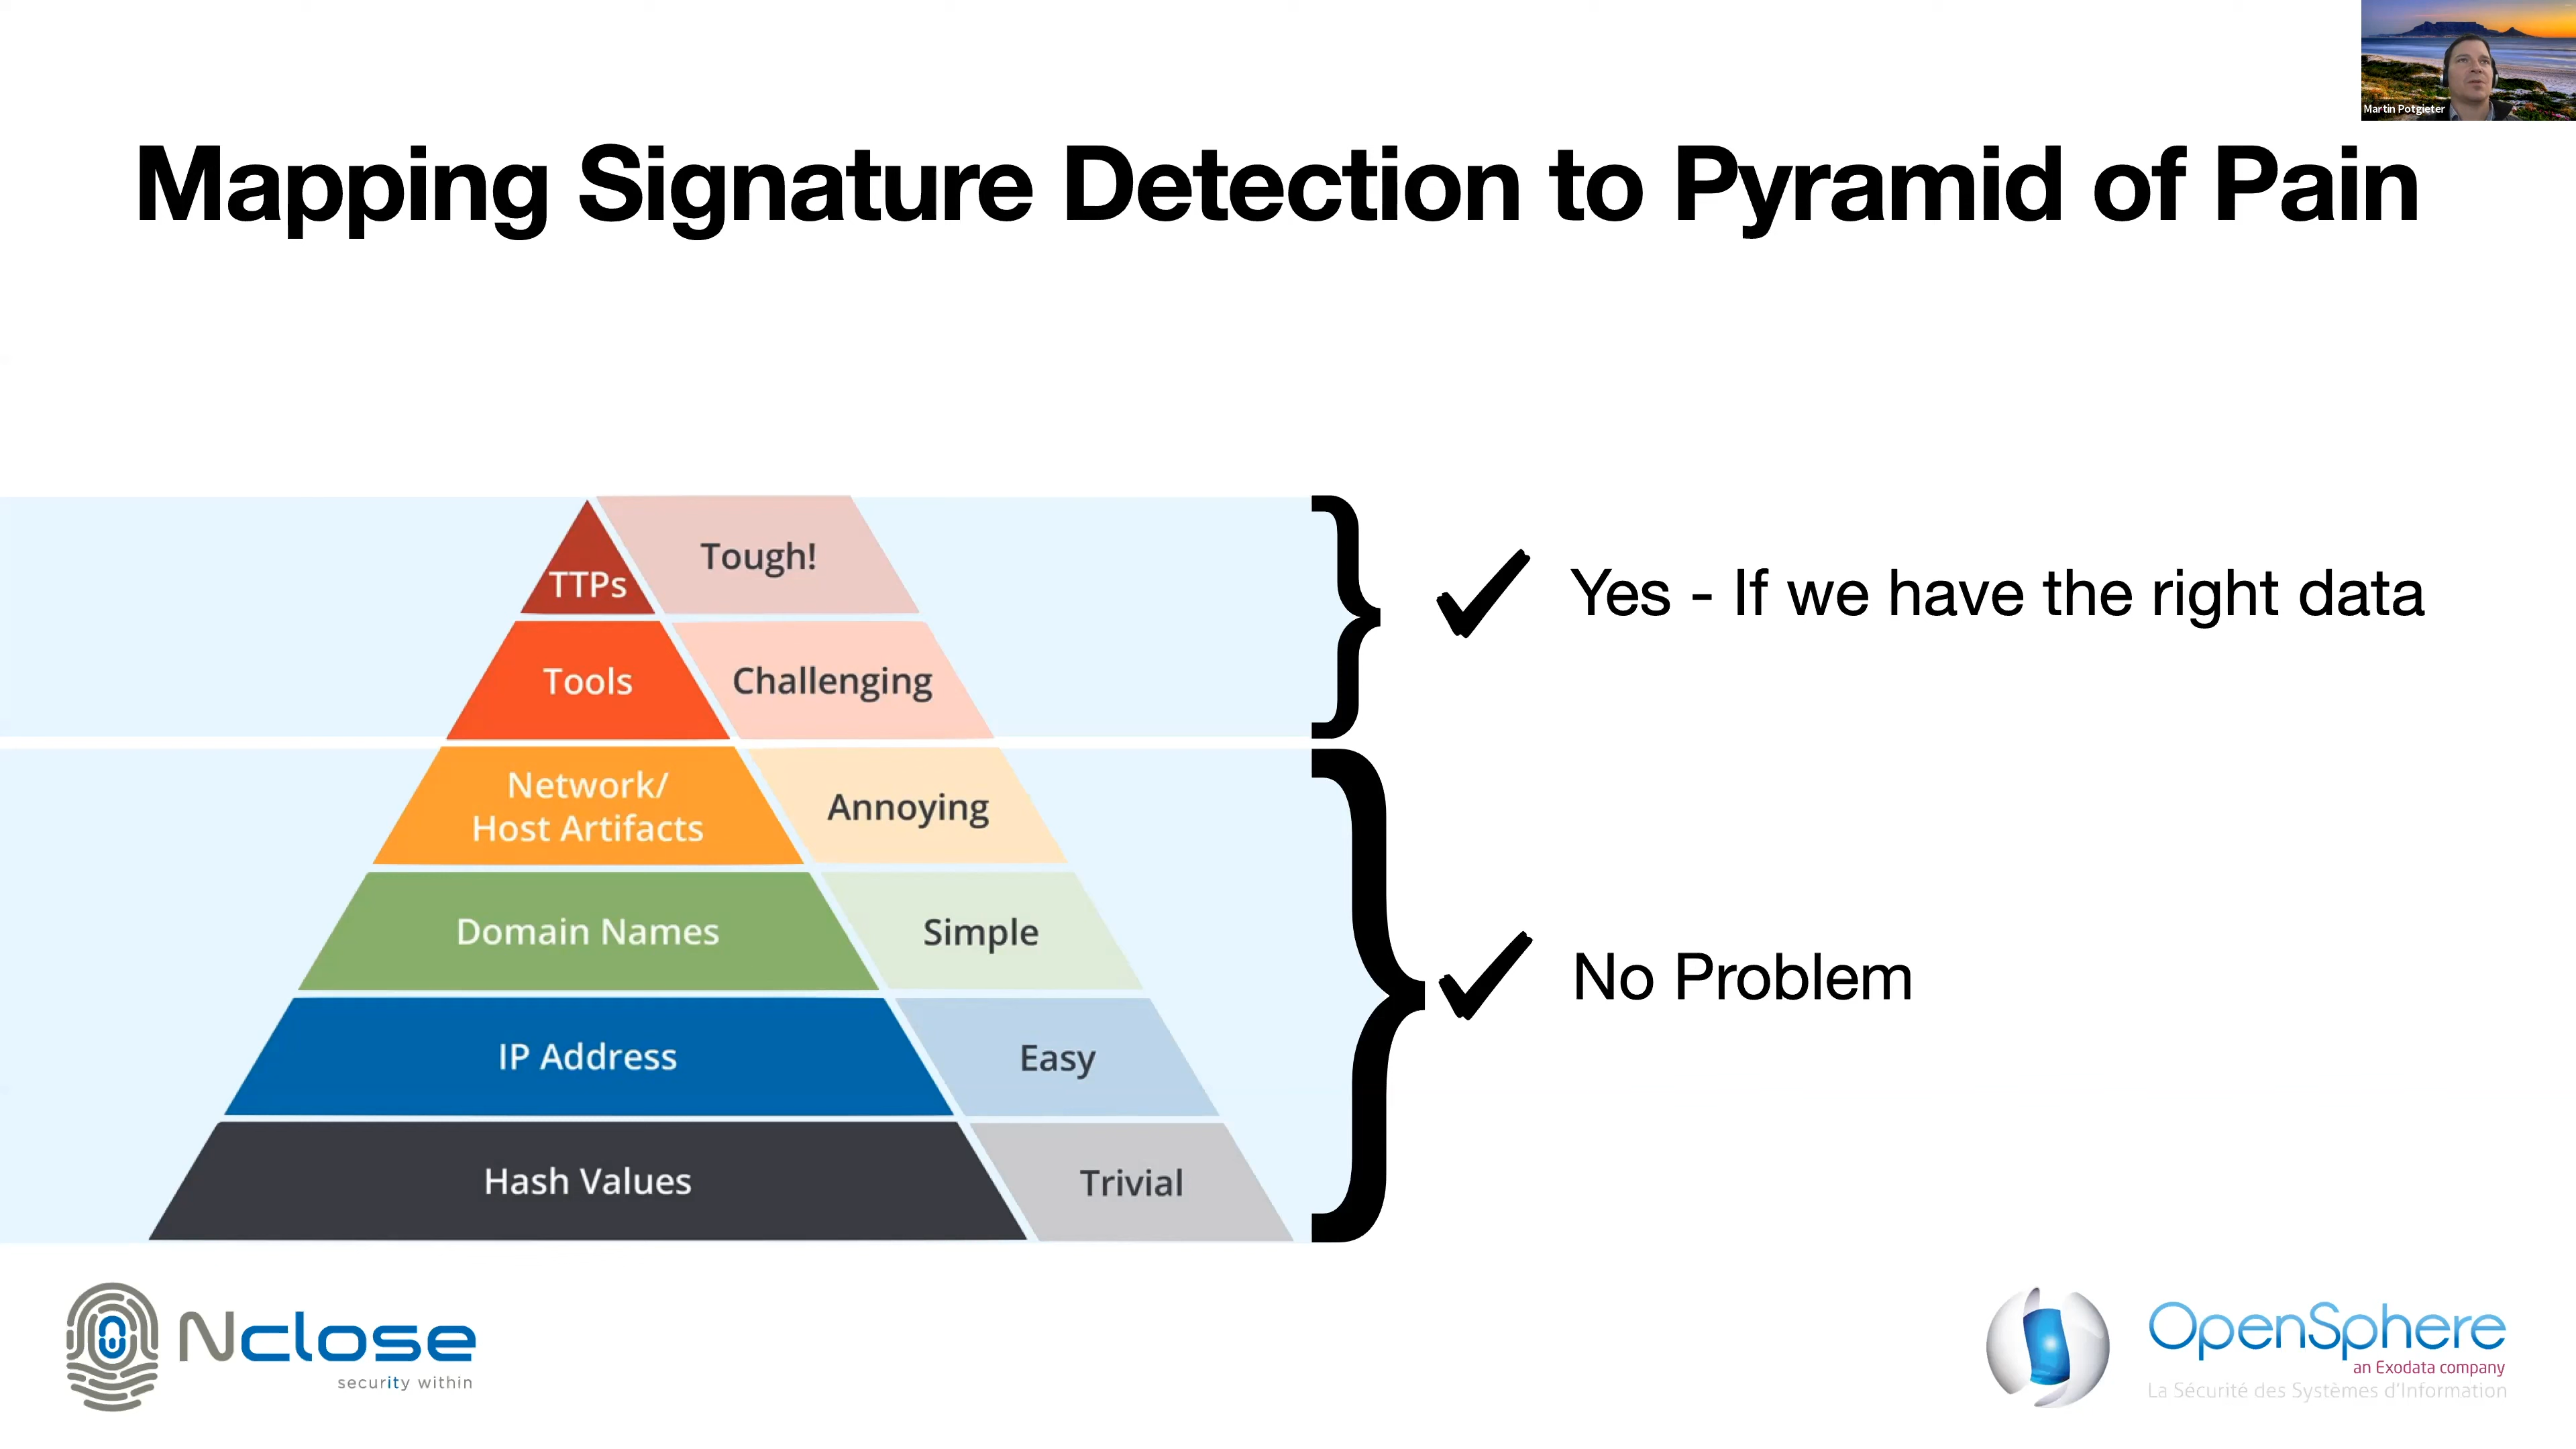 Martin Potgieter
Mapping Signature Detection to Pyramid of Pain
TTPs
Tough!
Tools
Challenging
Yes - If we have the right data
Network/
Host Artifacts
Annoying
Domain Names
Simple
No Problem
IP Address
Easy
Hash Values
Trivial
Nclose
security within
OpenSphere
an Exodata company
La Sécurité des Systèmes d'Information